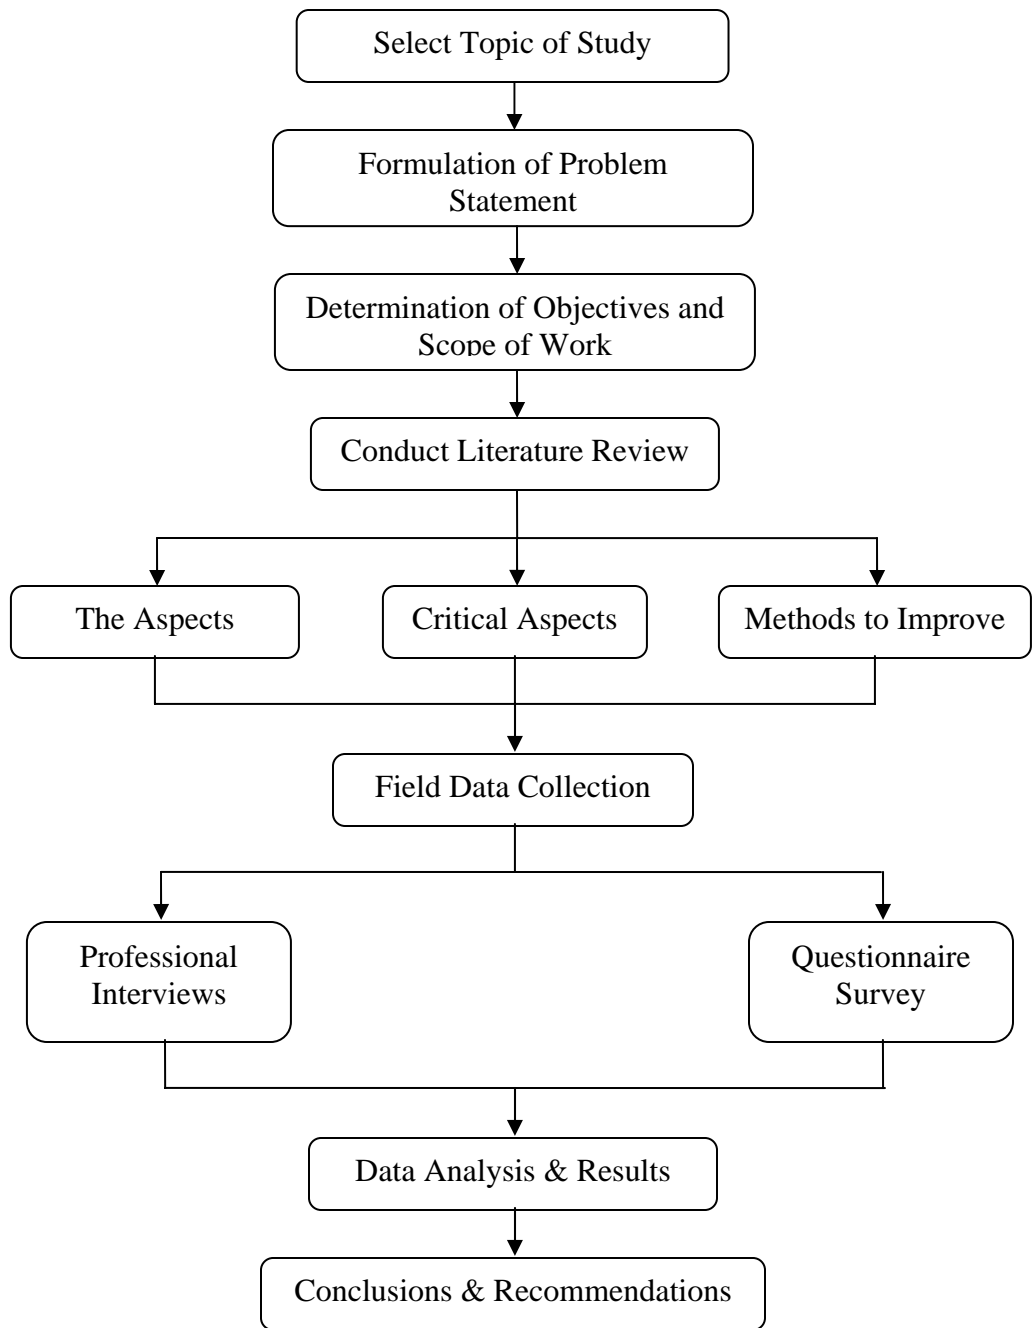 Select Topic of Study
Formulation of Problem
Statement
Determination of Objectives and
Scope of Work
Conduct Literature Review
The Aspects
Critical Aspects
Methods to Improve
Field Data Collection
Professional
Interviews
Questionnaire
Survey
Data Analysis & Results
Conclusions & Recommendations